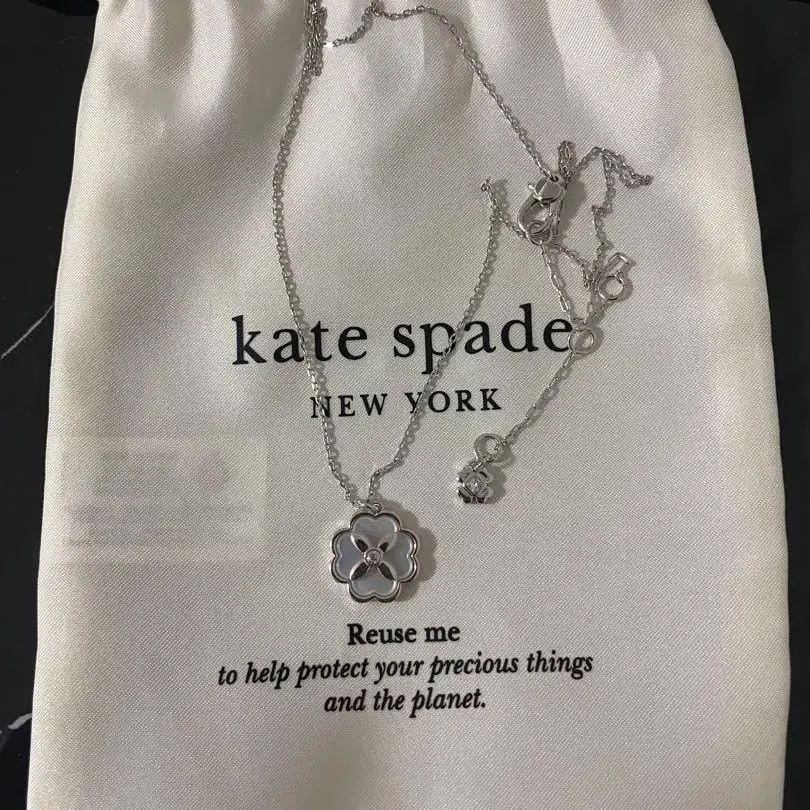 kate spade
NEW YORK
Reuse me
to help protect your precious things
and the planet.